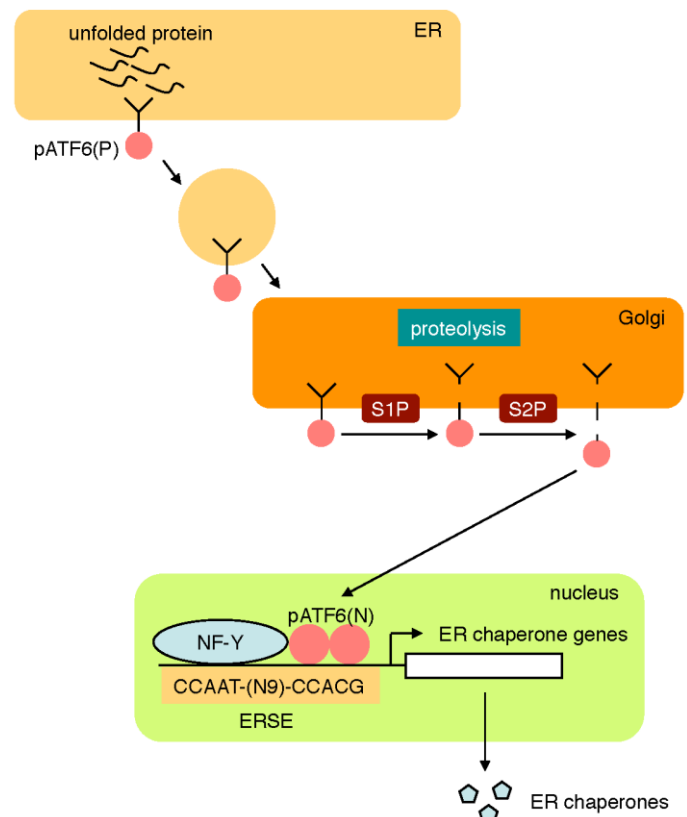 unfolded protein
ER
pATF6(P)
Golgi
proteolysis
S1P
S2P
nucleus
pATF6(N)
NF-Y
ER chaperone genes
CCAAT-(N9)-CCACG
ERSE
ER chaperones